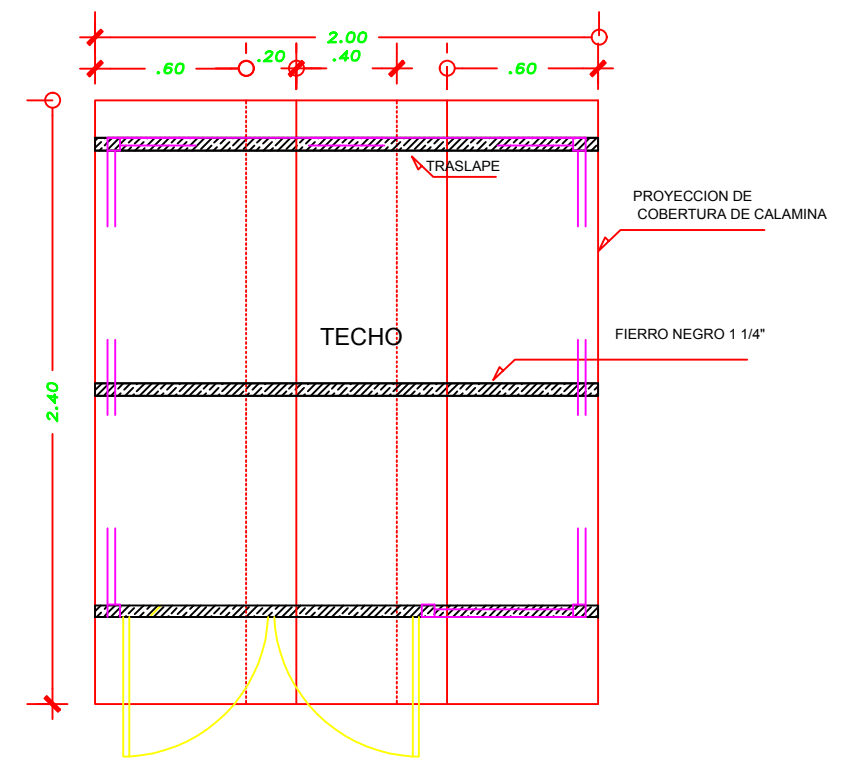 2.00
.60
.20
.40
.60
TRASLAPE
PROYECCION DE
COBERTURA DE CALAMINA
TECHO
FIERRO NEGRO 1 1/4"
2.40